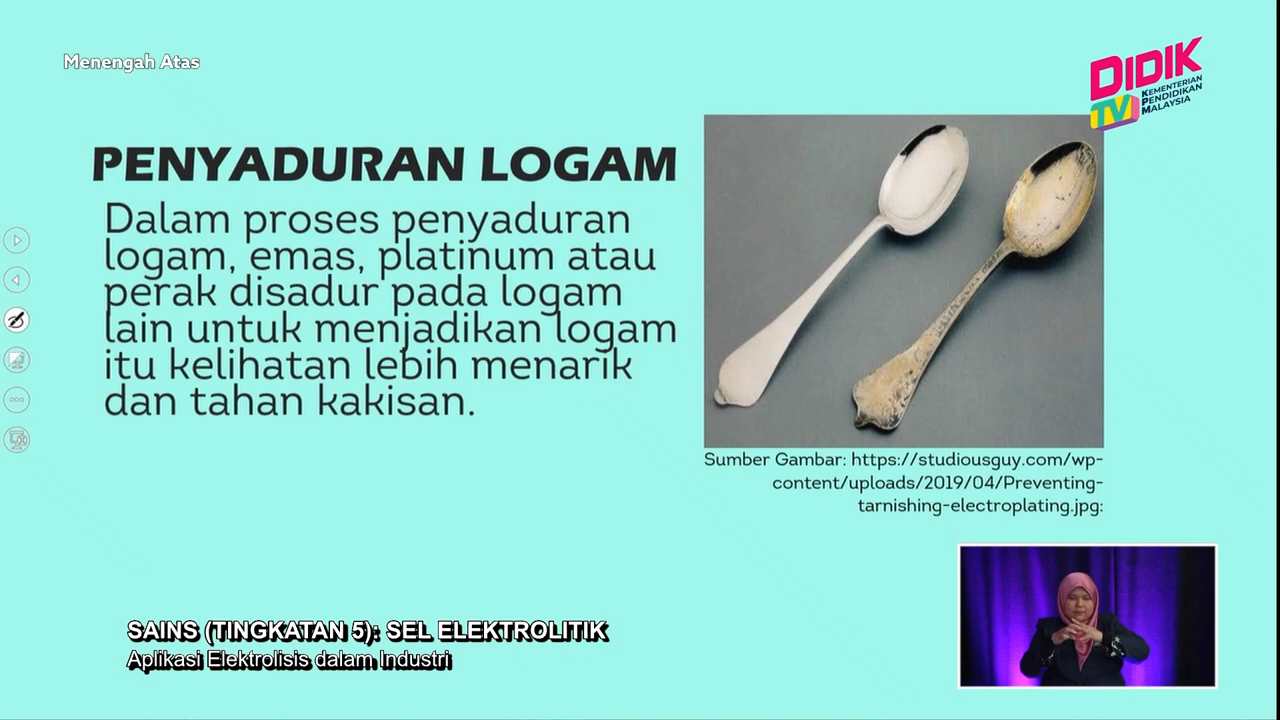 Menengah Atas
DIDIK
TV
KEMENTERIAN
PENDIDIKAN
MALAYSIA
PENYADURAN LOGAM
Dalam proses penyaduran
logam, emas, platinum atau
perak disadur pada logam
lain untuk menjadikan logam
itu kelihatan lebih menarik
dan tahan kakisan.
Sumber Gambar: https://studiousguy.com/wp-
content/uploads/2019/04/Preventing-
tarnishing-electroplating.jpg:
SAINS (TINGKATAN 5): SEL ELEKTROLITIK
Aplikasi Elektrolisis dalam Industri